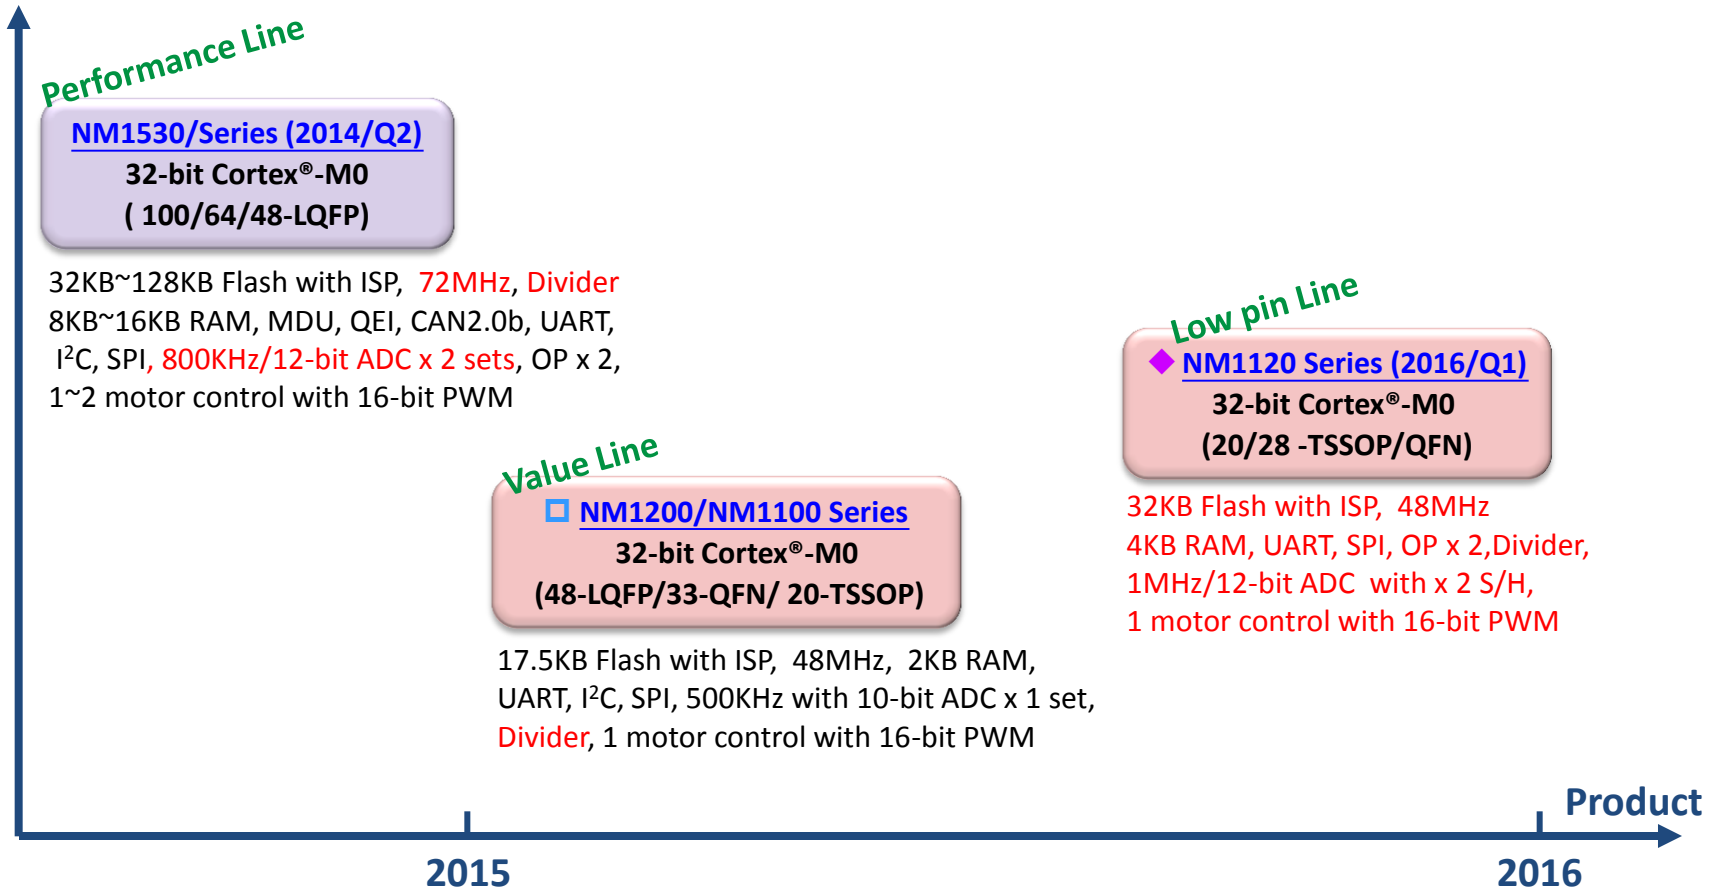 Performance Line
NM1530/Series (2014/Q2)
32-bit Cortex®-M0
( 100/64/48-LQFP)
32KB~128KB Flash with ISP, 72MHz, Divider
8KB~16KB RAM, MDU, QEI, CAN2.0b, UART,
I²C, SPI, 800KHz/12-bit ADC x 2 sets, OP x 2,
1~2 motor control with 16-bit PWM
Value Line
NM1200/NM1100 Series
32-bit Cortex®-M0
(48-LQFP/33-QFN/ 20-TSSOP)
17.5KB Flash with ISP, 48MHz, 2KB RAM,
UART, I²C, SPI, 500KHz with 10-bit ADC x 1 set,
Divider, 1 motor control with 16-bit PWM
Low pin Line
NM1120 Series (2016/Q1)
32-bit Cortex®-M0
(20/28 -TSSOP/QFN)
32KB Flash with ISP, 48MHz
4KB RAM, UART, SPI, OP x 2,Divider,
1MHz/12-bit ADC with x 2 S/H,
1 motor control with 16-bit PWM
Product
2015
2016